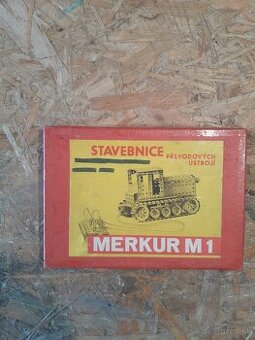 STAVEBNICE
PŘEVODOVÝCH
ÚSTROJÍ
MERKUR M 1